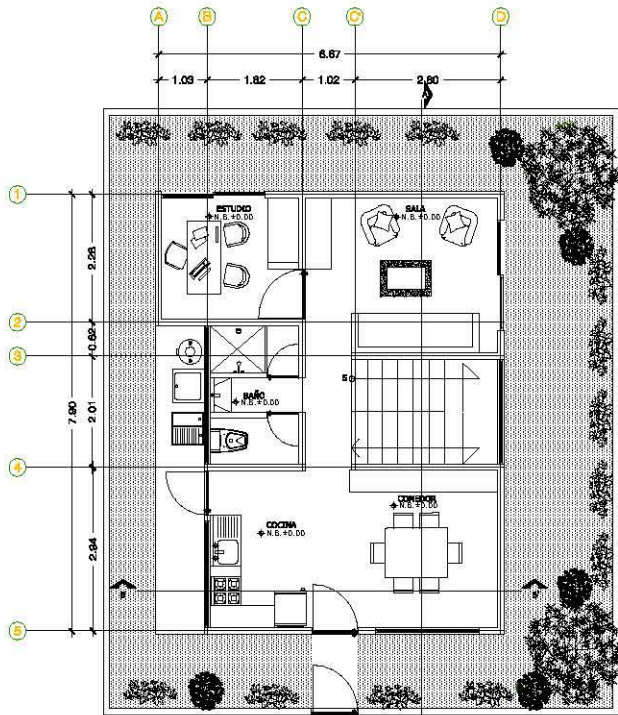 A B C C' D
6.67
1.03 1.82 1.02 2.80
A
1
ESTUDIO
N.B. ±0.00
SALA
N.B. ±0.00
2.26
2
0.62
3
S
BAÑO
N.B. ±0.00
7.90
2.01
4
COCINA
N.B. ±0.00
COMEDOR
N.B. ±0.00
2.94
B' B'
5